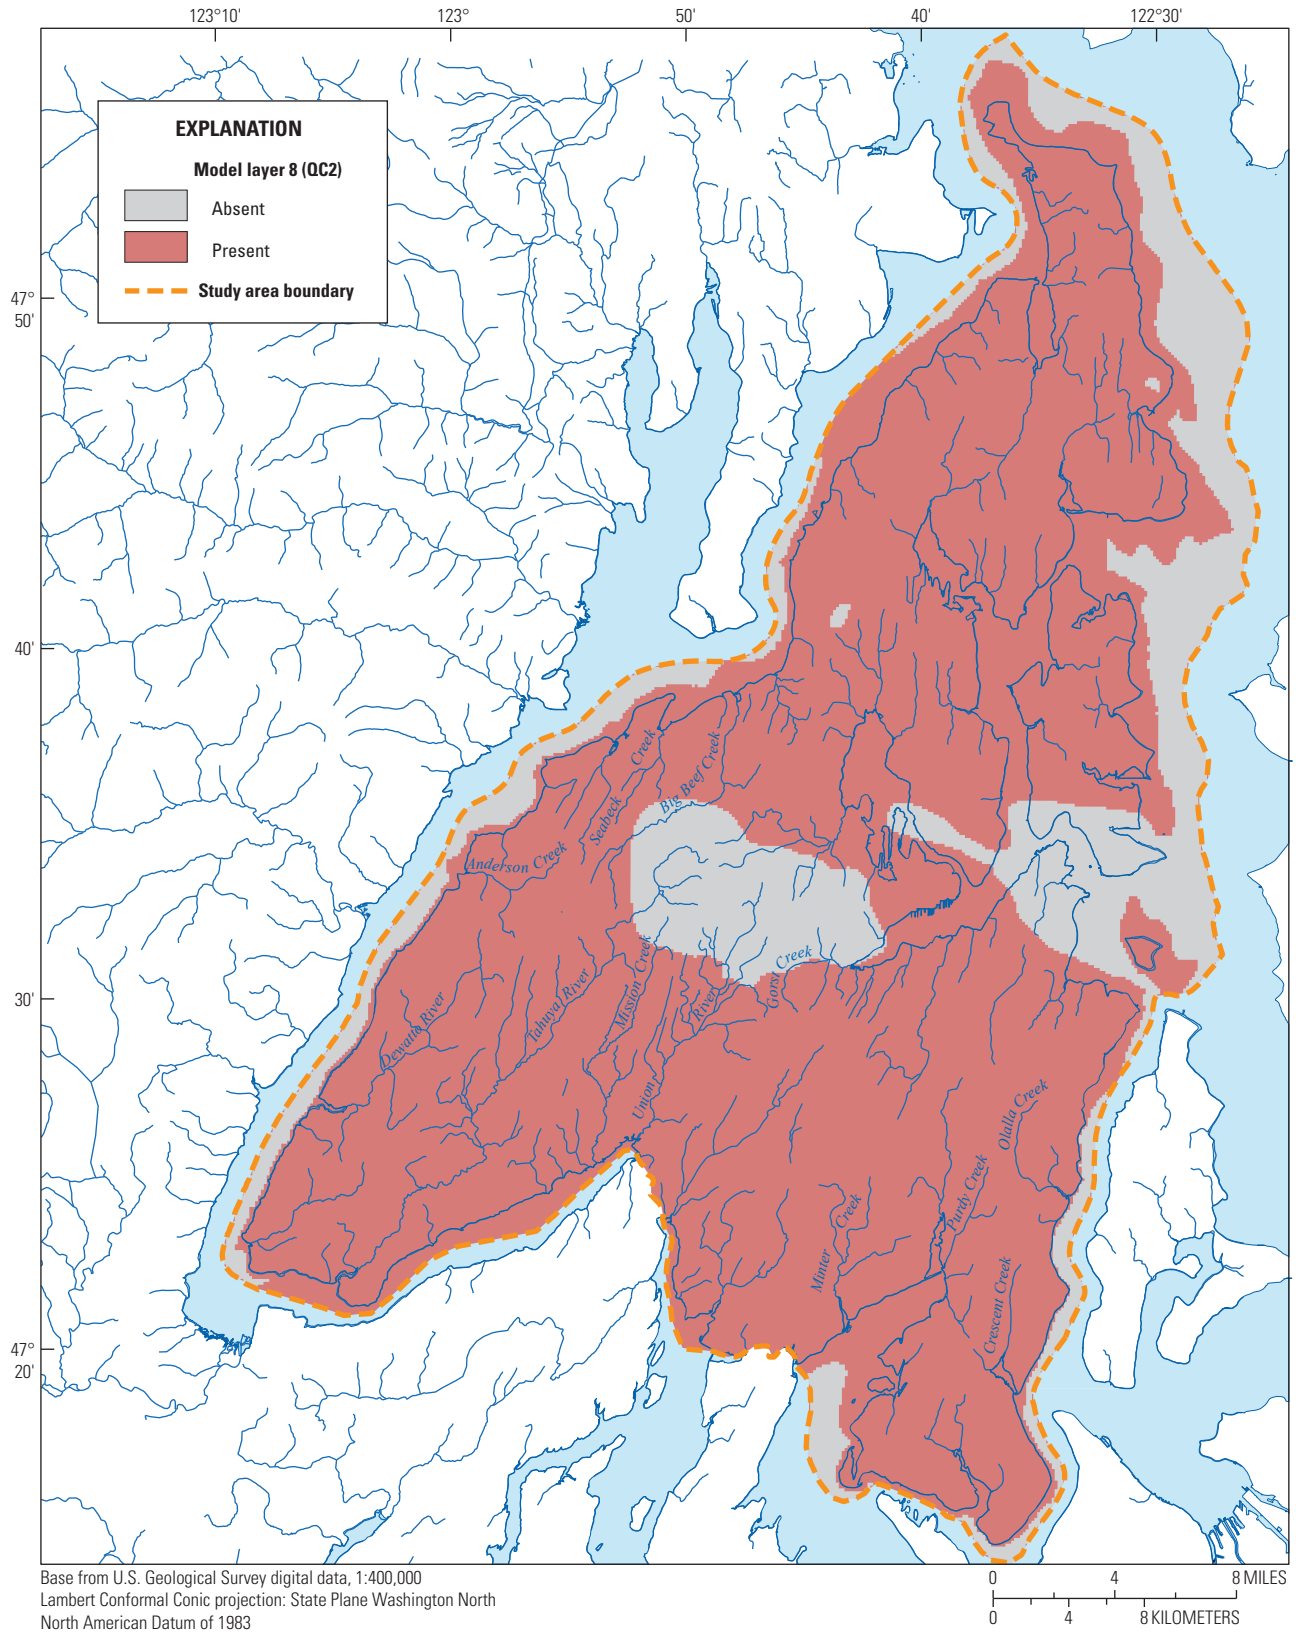 123°10'
123°
50'
40'
122°30'
EXPLANATION
Model layer 8 (QC2)
Absent
Present
Study area boundary
47°
50'
40'
30'
47°
20'
Seabeck Creek
Big Beef Creek
Anderson Creek
Dewatto River
Tahuya River
Mission Creek
Union River
Gorst Creek
Olalla Creek
Purdy Creek
Minter Creek
Crescent Creek
Base from U.S. Geological Survey digital data, 1:400,000
Lambert Conformal Conic projection: State Plane Washington North
North American Datum of 1983
0 4 8 MILES
0 4 8 KILOMETERS